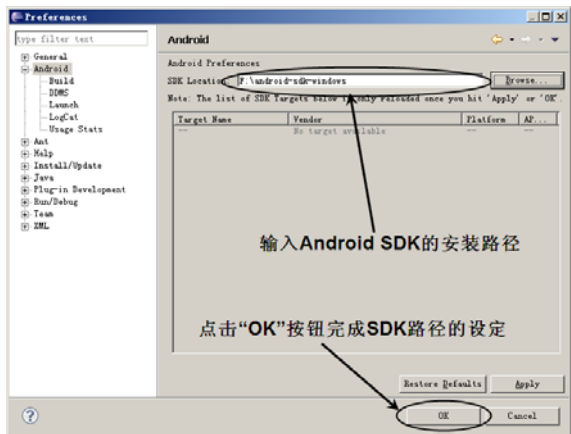 Preferences
type filter text
General
Android
Build
DDMS
Launch
LogCat
Usage Stats
Ant
Help
Install/Update
Java
Plug-in Development
Run/Debug
Team
XML
Android
Android Preferences
SDK Location: F:\android-sdk-windows Browse...
Note: The list of SDK Targets below is only reloaded once you hit 'Apply' or 'OK'.
Target Name Vendor Platform AP...
-- No target available -- --
输入Android SDK的安装路径
点击“OK”按钮完成SDK路径的设定
Restore Defaults Apply
OK Cancel